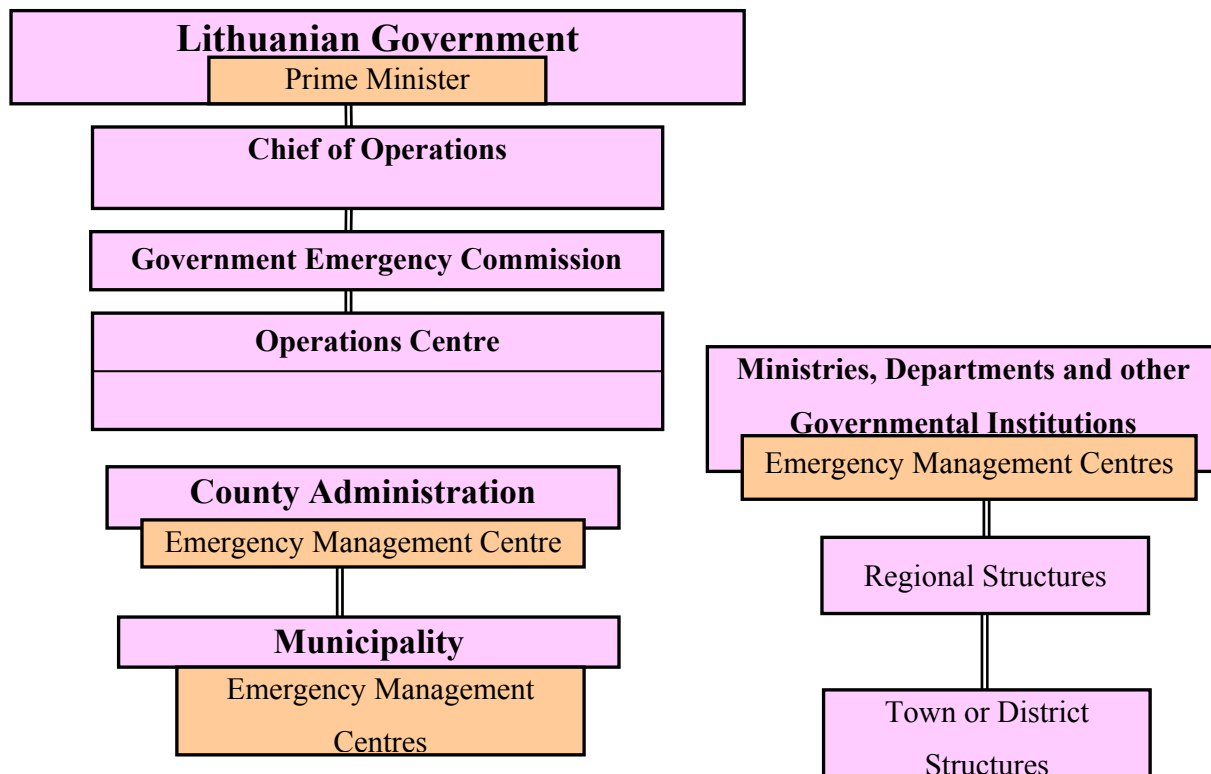 Lithuanian Government
Prime Minister
Chief of Operations
Government Emergency Commission
Operations Centre
County Administration
Emergency Management Centre
Municipality
Emergency Management
Centres
Ministries, Departments and other
Governmental Institutions
Emergency Management Centres
Regional Structures
Town or District
Structures